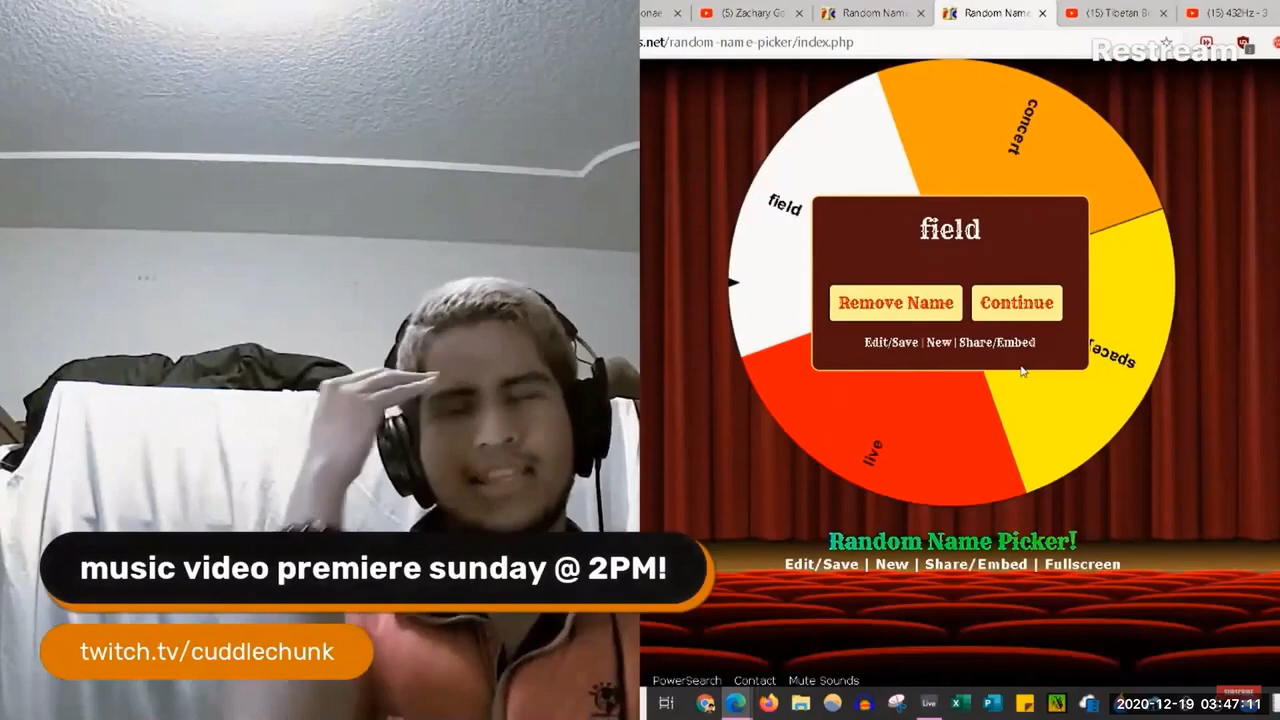 onae
(5) Zachary Go
Random Name
Random Name
(15) Tibetan B
(15) 432Hz - 3
s.net/random-name-picker/index.php
Restream
concert
field
field
Remove Name
Continue
Edit/Save | New | Share/Embed
live
Random Name Picker!
Edit/Save | New | Share/Embed | Fullscreen
music video premiere sunday @ 2PM!
twitch.tv/cuddlechunk
PowerSearch Contact Mute Sounds
Live
2020-12-19 03:47:11